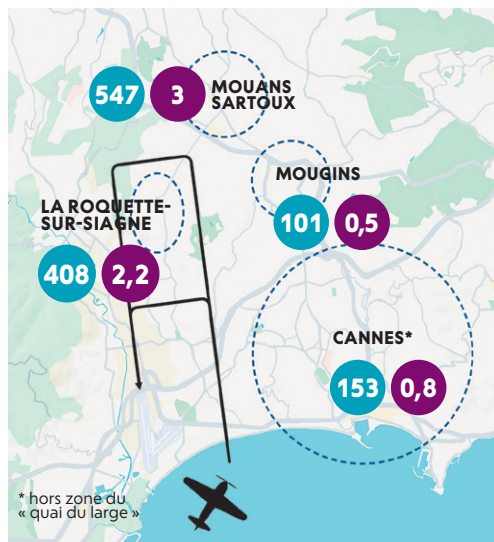 547 3 MOUANS
SARTOUX
MOUGINS
101 0,5
LA ROQUETTE-
SUR-SIAGNE
408 2,2
CANNES*
153 0,8
* hors zone du
« quai du large »